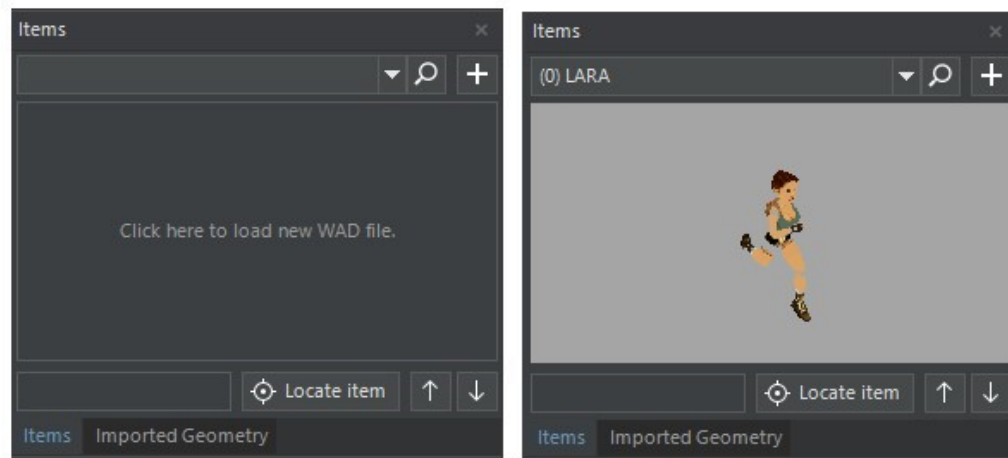 Items
Click here to load new WAD file.
Locate item
Items Imported Geometry
Items
(0) LARA
Locate item
Items Imported Geometry